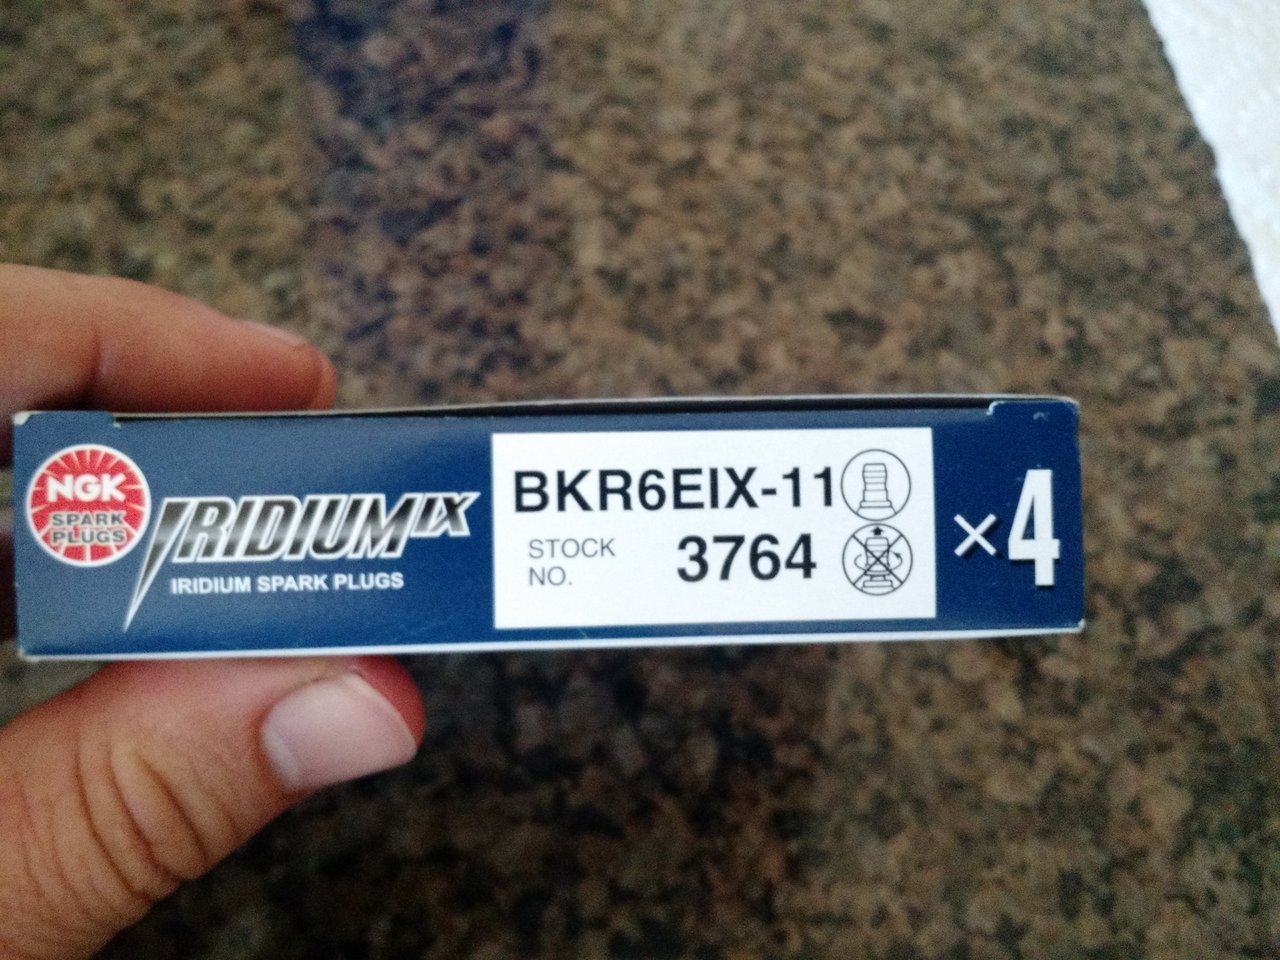 NGK
SPARK
PLUGS
IRIDIUM IX
IRIDIUM SPARK PLUGS
BKR6EIX-11
STOCK
NO. 3764
×4